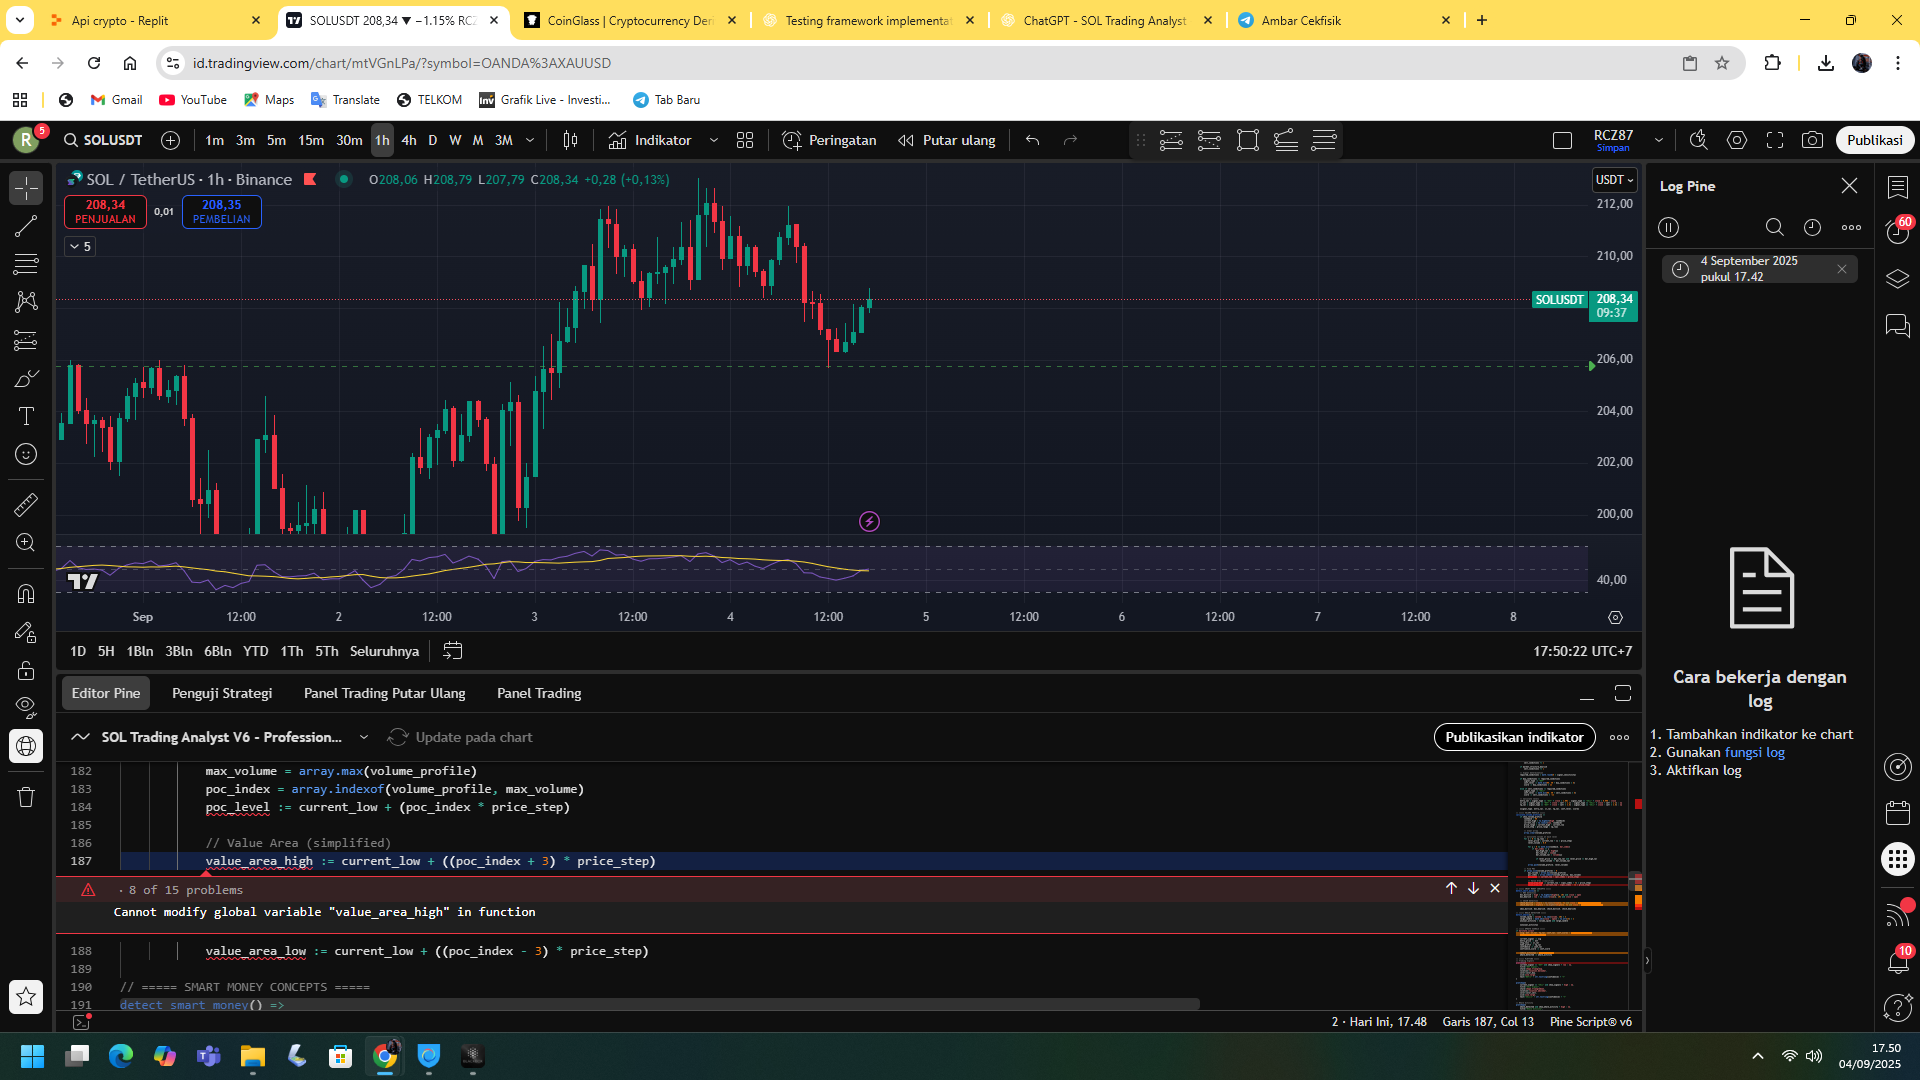 Api crypto - Replit
SOLUSDT 208,34 ▼ −1.15% RCZ
CoinGlass | Cryptocurrency Deri
Testing framework implementat
ChatGPT - SOL Trading Analyst
Ambar Cekfisik
id.tradingview.com/chart/mtVGnLPa/?symbol=OANDA%3AXAUUSD
Gmail
YouTube
Maps
Translate
TELKOM
Grafik Live - Investi...
Tab Baru
R
5
SOLUSDT
1m 3m 5m 15m 30m 1h 4h D W M 3M
Indikator
Peringatan
Putar ulang
RCZ87
Simpan
Publikasi
SOL / TetherUS · 1h · Binance
O208,06 H208,79 L207,79 C208,34 +0,28 (+0,13%)
208,34
PENJUALAN
0,01
208,35
PEMBELIAN
5
USDT
212,00
210,00
SOLUSDT
208,34
09:37
206,00
204,00
202,00
200,00
40,00
Sep 12:00 2 12:00 3 12:00 4 12:00 5 12:00 6 12:00 7 12:00 8
1D 5H 1Bln 3Bln 6Bln YTD 1Th 5Th Seluruhnya
17:50:22 UTC+7
Log Pine
4 September 2025
pukul 17.42
Cara bekerja dengan
log
1. Tambahkan indikator ke chart
2. Gunakan fungsi log
3. Aktifkan log
60
10
Editor Pine
Penguji Strategi
Panel Trading Putar Ulang
Panel Trading
SOL Trading Analyst V6 - Profession...
Update pada chart
Publikasikan indikator
182 max_volume = array.max(volume_profile)
183 poc_index = array.indexof(volume_profile, max_volume)
184 poc_level := current_low + (poc_index * price_step)
185
186 // Value Area (simplified)
187 value_area_high := current_low + ((poc_index + 3) * price_step)
· 8 of 15 problems
Cannot modify global variable "value_area_high" in function
188 value_area_low := current_low + ((poc_index - 3) * price_step)
189
190 // ===== SMART MONEY CONCEPTS =====
191 detect_smart_money() =>
2 · Hari Ini, 17.48
Garis 187, Col 13
Pine Script® v6
17.50
04/09/2025